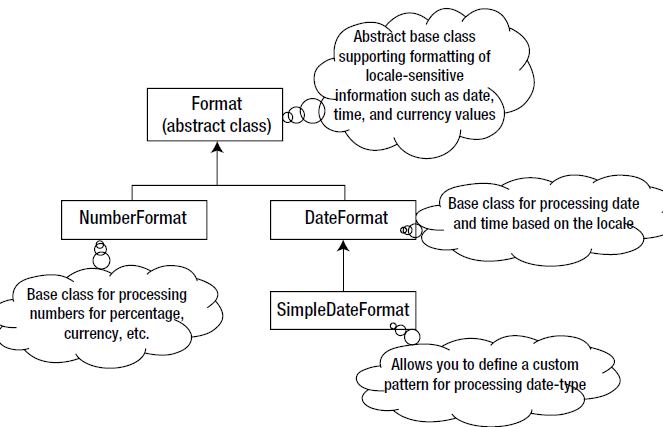 Abstract base class
supporting formatting of
locale-sensitive
information such as date,
time, and currency values
Format
(abstract class)
NumberFormat
DateFormat
Base class for processing date
and time based on the locale
Base class for processing
numbers for percentage,
currency, etc.
SimpleDateFormat
Allows you to define a custom
pattern for processing date-type